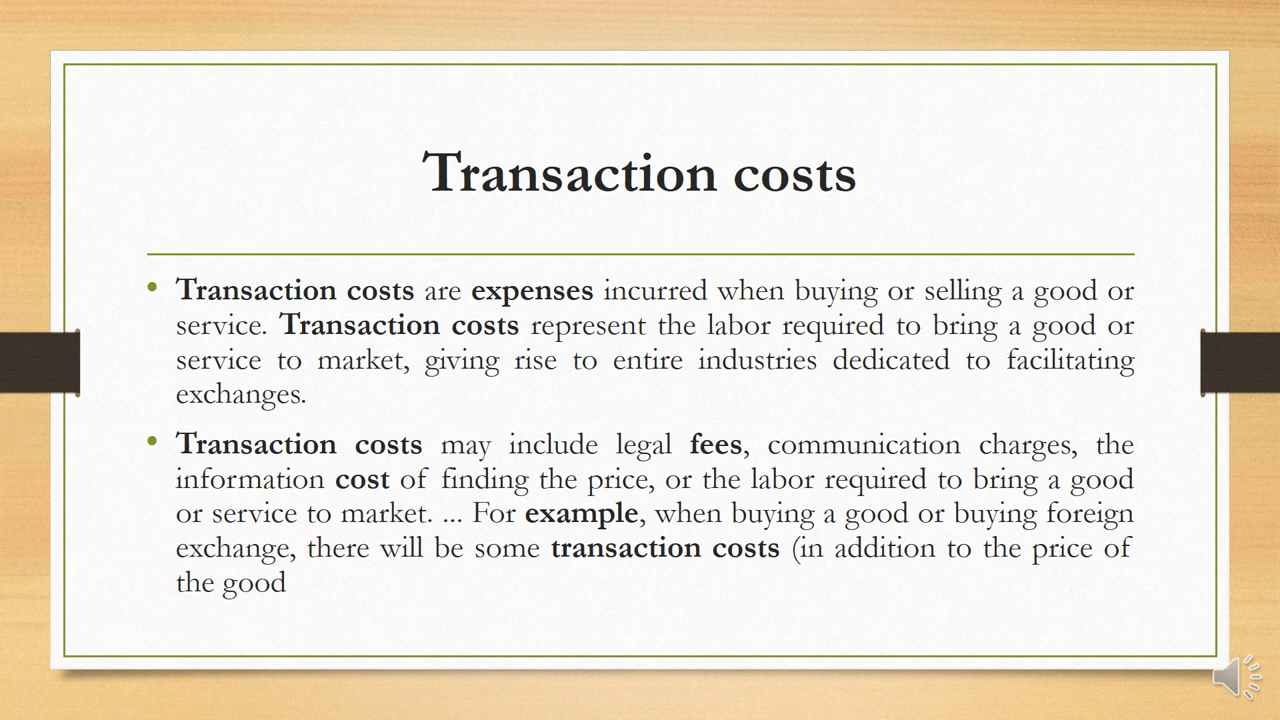 Transaction costs
• Transaction costs are expenses incurred when buying or selling a good or
service. Transaction costs represent the labor required to bring a good or
service to market, giving rise to entire industries dedicated to facilitating
exchanges.
• Transaction costs may include legal fees, communication charges, the
information cost of finding the price, or the labor required to bring a good
or service to market. ... For example, when buying a good or buying foreign
exchange, there will be some transaction costs (in addition to the price of
the good